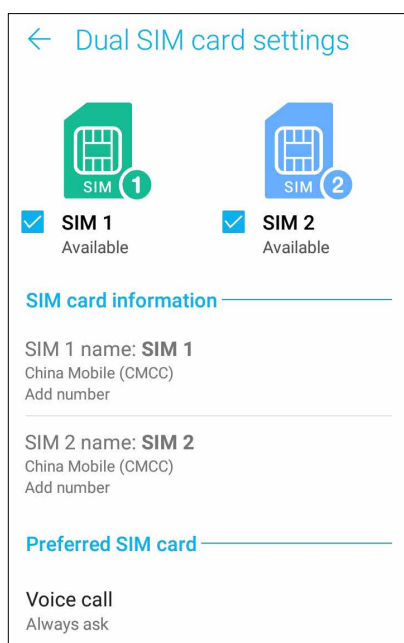 Dual SIM card settings
SIM 1
SIM 2
SIM 1
SIM 2
Available
Available
SIM card information
SIM 1 name: SIM 1
China Mobile (CMCC)
Add number
SIM 2 name: SIM 2
China Mobile (CMCC)
Add number
Preferred SIM card
Voice call
Always ask